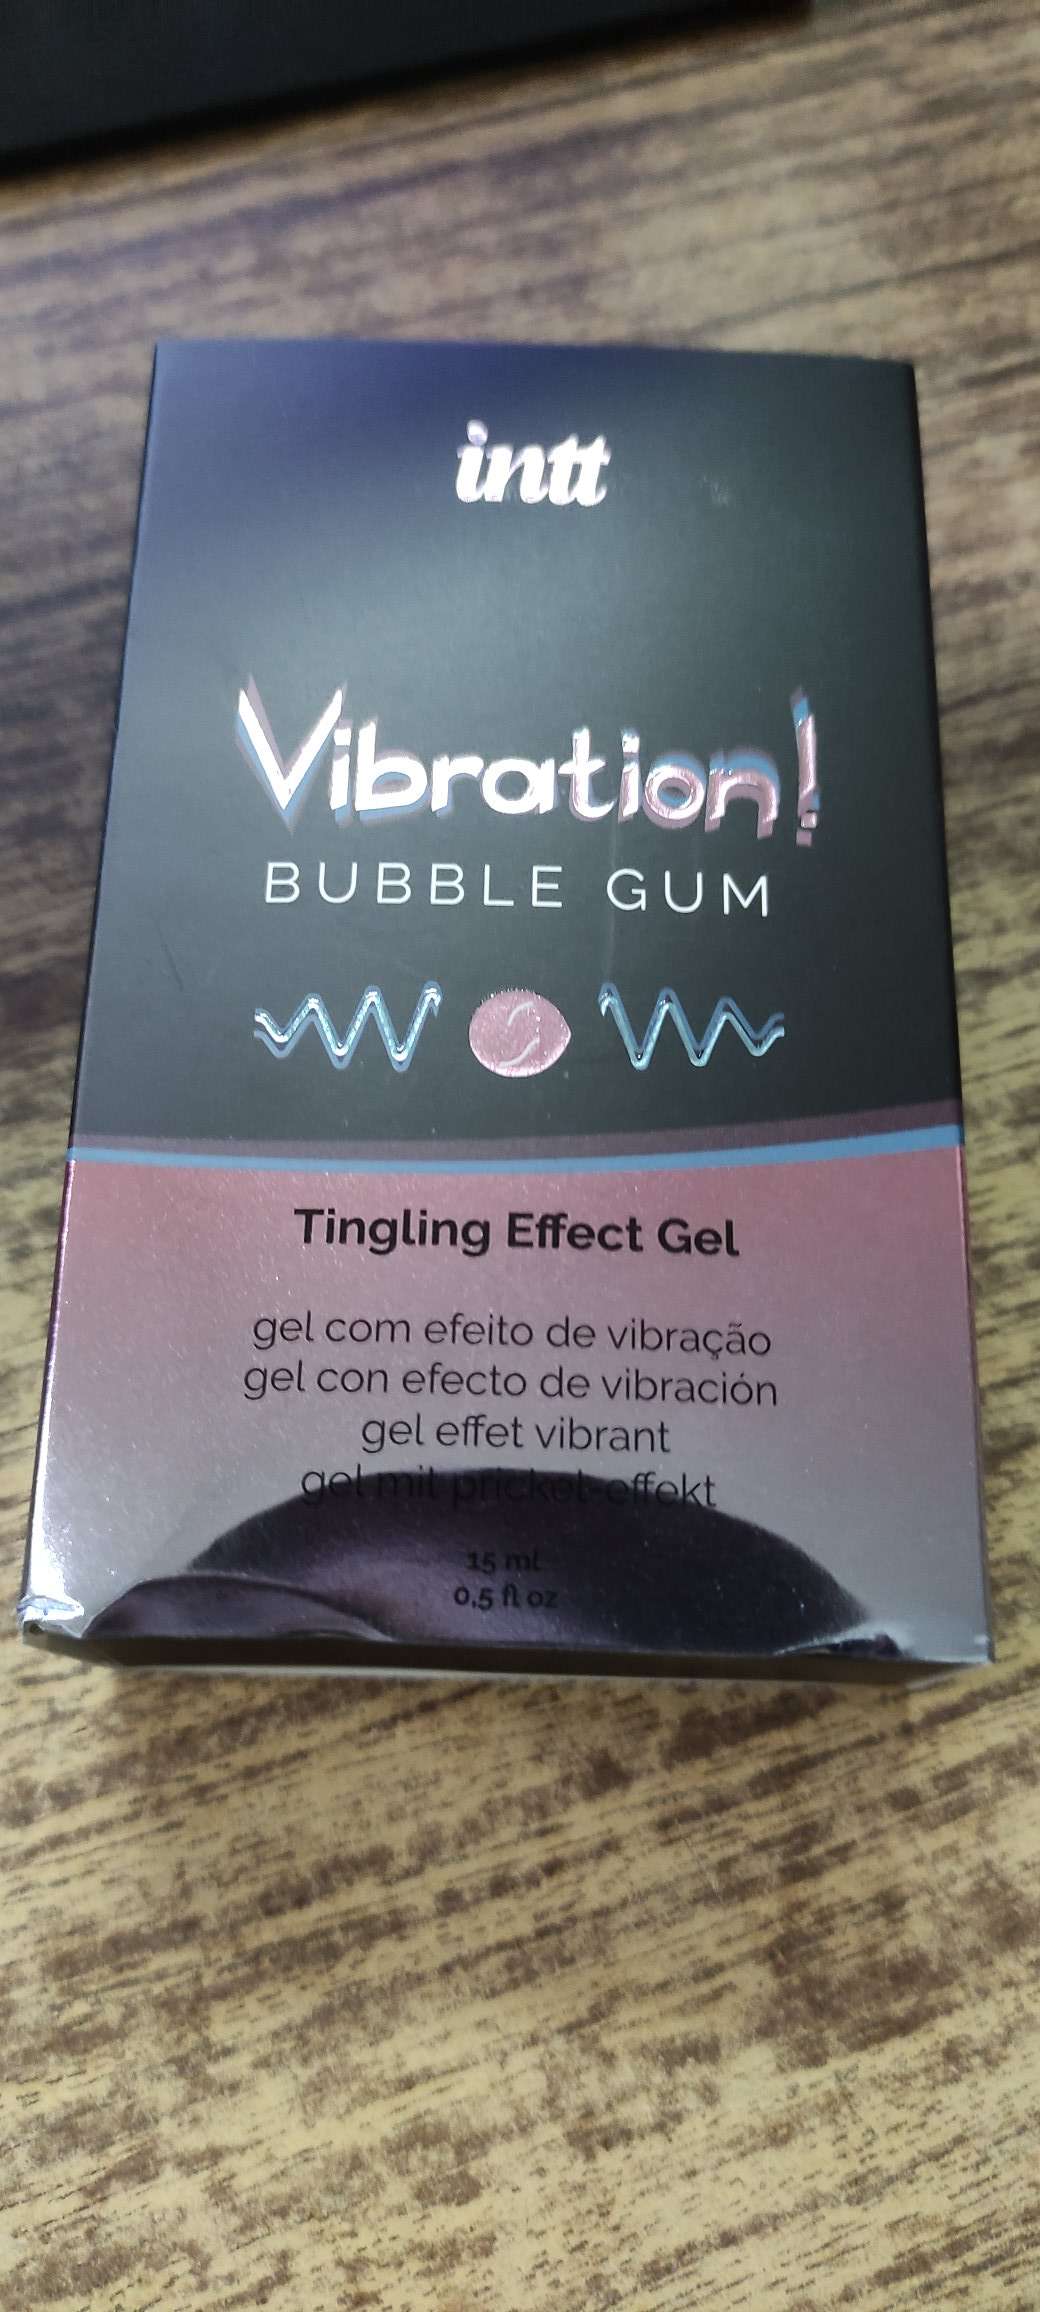 intt
Vibration!
BUBBLE GUM
Tingling Effect Gel
gel com efeito de vibração
gel con efecto de vibración
gel effet vibrant
gel mit prickel-effekt
15 ml
0,5 fl oz